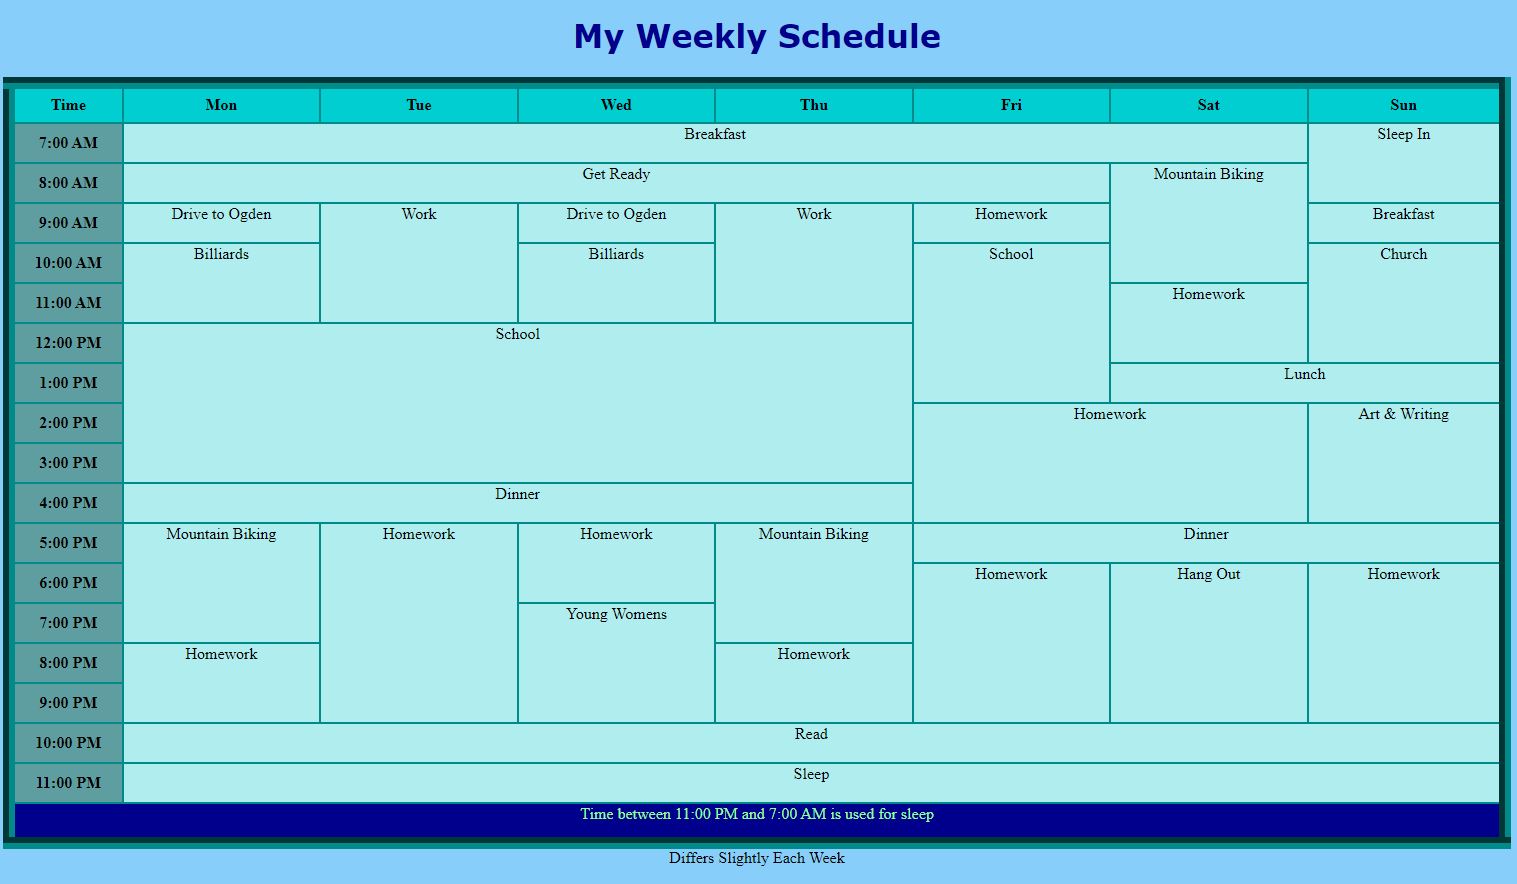 My Weekly Schedule
Time Mon Tue Wed Thu Fri Sat Sun
7:00 AM Breakfast Sleep In
8:00 AM Get Ready Mountain Biking
9:00 AM Drive to Ogden Work Drive to Ogden Work Homework Breakfast
10:00 AM Billiards Billiards School Church
11:00 AM Homework
12:00 PM School
1:00 PM Lunch
2:00 PM Homework Art & Writing
3:00 PM
4:00 PM Dinner
5:00 PM Mountain Biking Homework Homework Mountain Biking Dinner
6:00 PM Homework Hang Out Homework
7:00 PM Young Womens
8:00 PM Homework Homework
9:00 PM
10:00 PM Read
11:00 PM Sleep
Time between 11:00 PM and 7:00 AM is used for sleep
Differs Slightly Each Week